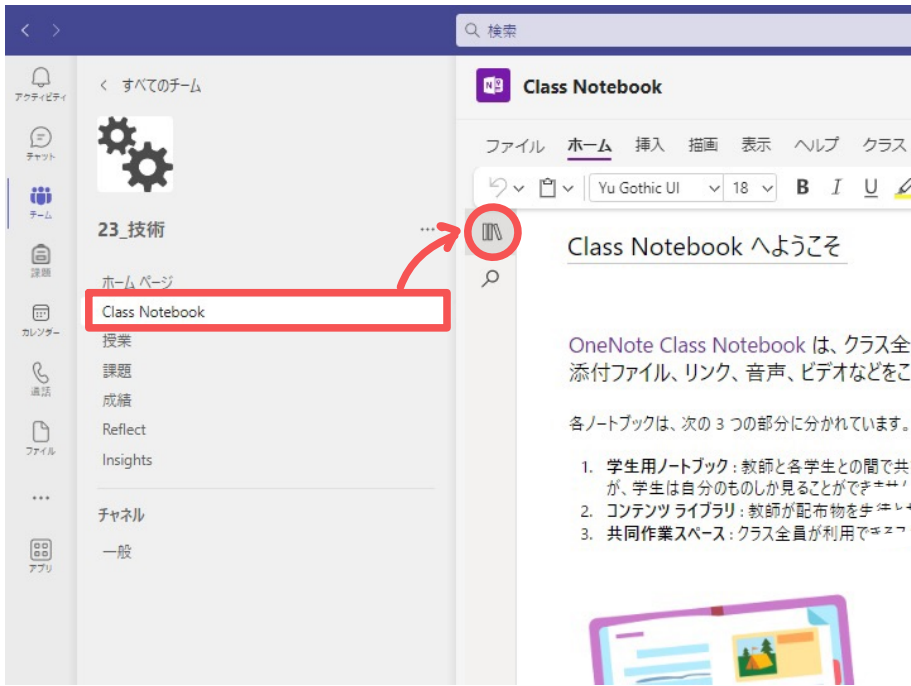 検索
アクティビティ
チャット
チーム
課題
カレンダー
通話
ファイル
アプリ
すべてのチーム
23_技術
ホーム ページ
Class Notebook
授業
課題
成績
Reflect
Insights
チャネル
一般
Class Notebook
ファイル ホーム 挿入 描画 表示 ヘルプ クラス
Yu Gothic UI 18 B I U
Class Notebook へようこそ
OneNote Class Notebook は、クラス全
添付ファイル、リンク、音声、ビデオなどをこ
各ノートブックは、次の 3 つの部分に分かれています。
1. 学生用ノートブック : 教師と各学生との間で共
が、学生は自分のものしか見ることができ
2. コンテンツ ライブラリ : 教師が配布物を
3. 共同作業スペース : クラス全員が利用で